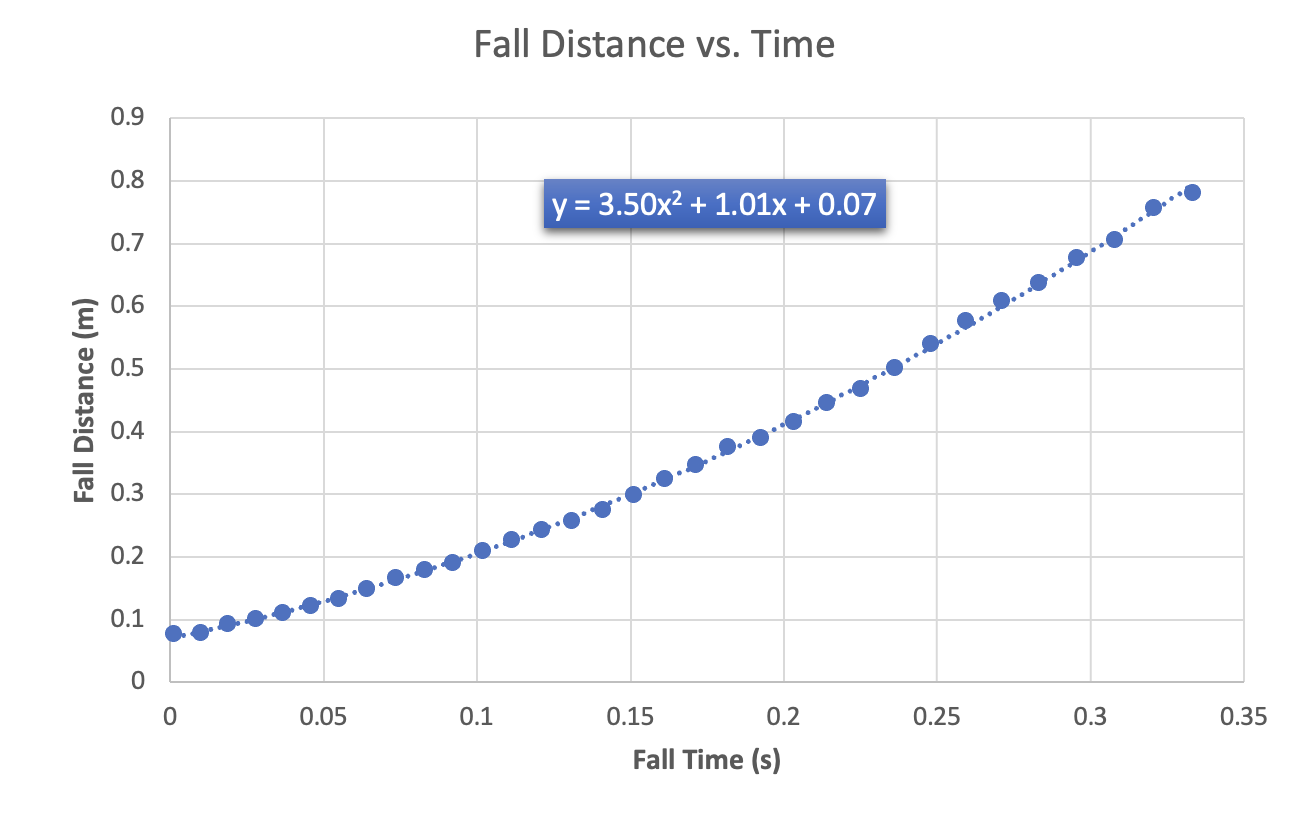 Fall Distance vs. Time
0.9
0.8
y = 3.50x² + 1.01x + 0.07
0.7
0.6
0.5
0.4
0.3
0.2
0.1
0
Fall Distance (m)
0 0.05 0.1 0.15 0.2 0.25 0.3 0.35
Fall Time (s)